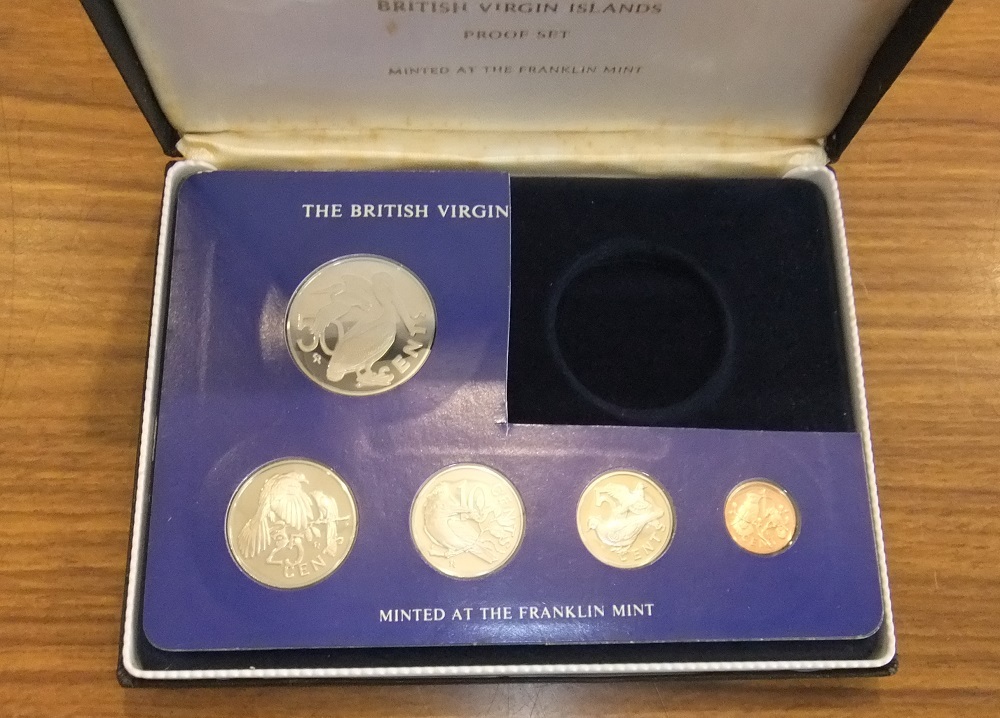 BRITISH VIRGIN ISLANDS
PROOF SET
MINTED AT THE FRANKLIN MINT
THE BRITISH VIRGIN
50
CENTS
25
CEN
10
5
CENTS
MINTED AT THE FRANKLIN MINT